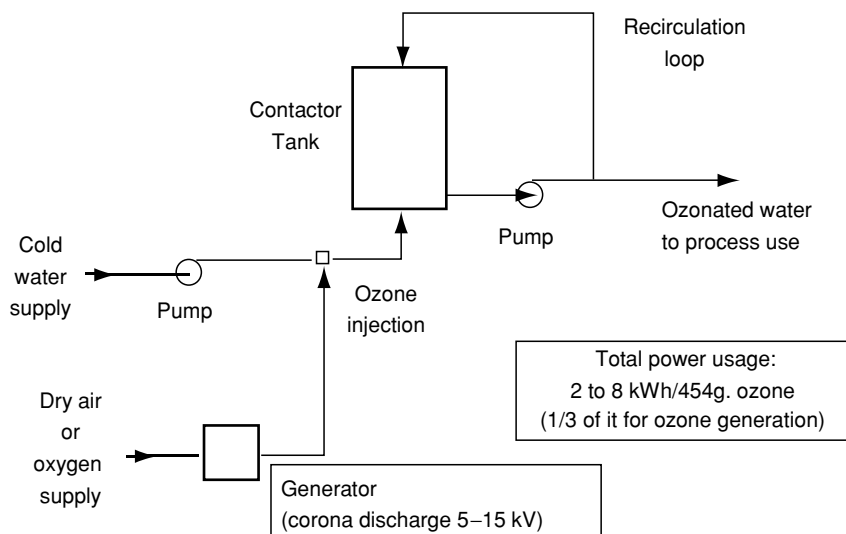 Recirculation
loop
Contactor
Tank
Ozonated water
to process use
Pump
Cold
water
supply
Pump
Ozone
injection
Total power usage:
2 to 8 kWh/454g. ozone
(1/3 of it for ozone generation)
Dry air
or
oxygen
supply
Generator
(corona discharge 5–15 kV)